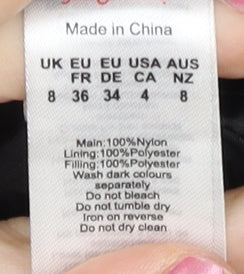 Made in China
UK EU EU USA AUS
FR DE CA NZ
8 36 34 4 8
Main:100%Nylon
Lining:100%Polyester
Filling:100%Polyester
Wash dark colours
separately
Do not bleach
Do not tumble dry
Iron on reverse
Do not dry clean